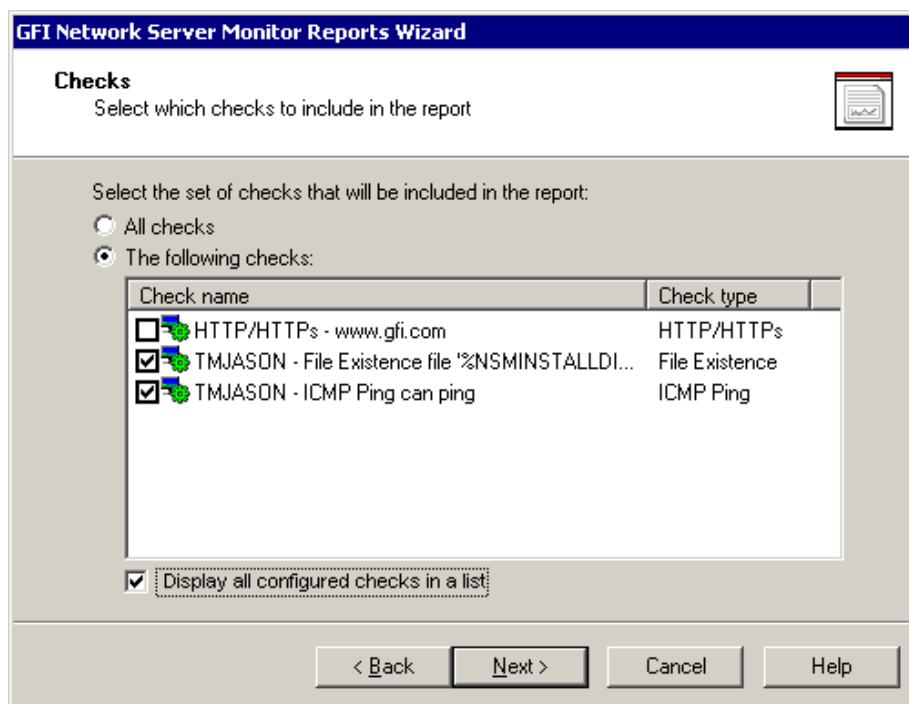 GFI Network Server Monitor Reports Wizard
Checks
Select which checks to include in the report
Select the set of checks that will be included in the report:
All checks
The following checks:
Check name Check type
HTTP/HTTPs - www.gfi.com HTTP/HTTPs
TMJASON - File Existence file '%NSMINSTALLDI... File Existence
TMJASON - ICMP Ping can ping ICMP Ping
Display all configured checks in a list
< Back Next > Cancel Help